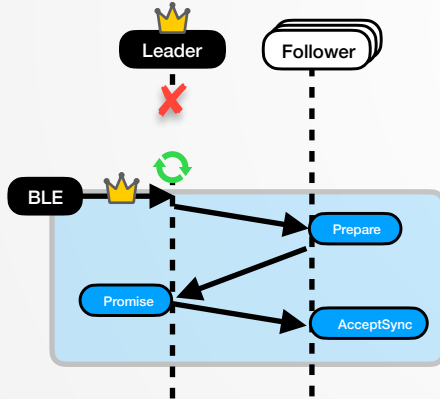 Leader
Follower
BLE
Prepare
Promise
AcceptSync